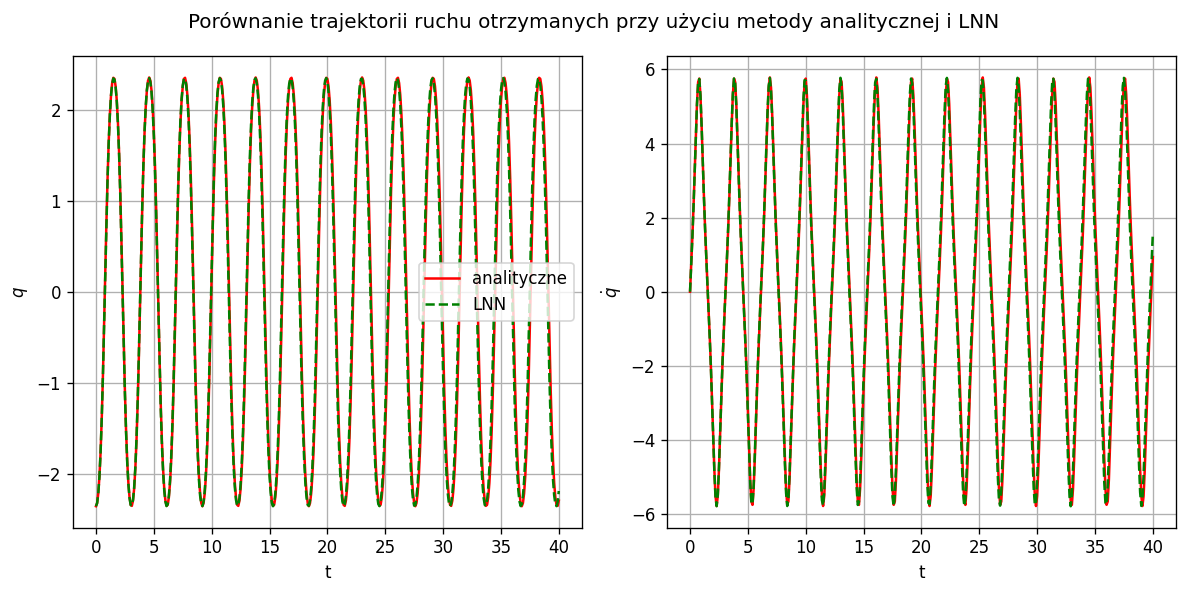 Porównanie trajektorii ruchu otrzymanych przy użyciu metody analitycznej i LNN
2
1
0
−1
−2
q
analityczne
LNN
0 5 10 15 20 25 30 35 40
t
6
4
2
0
−2
−4
−6
q̇
0 5 10 15 20 25 30 35 40
t